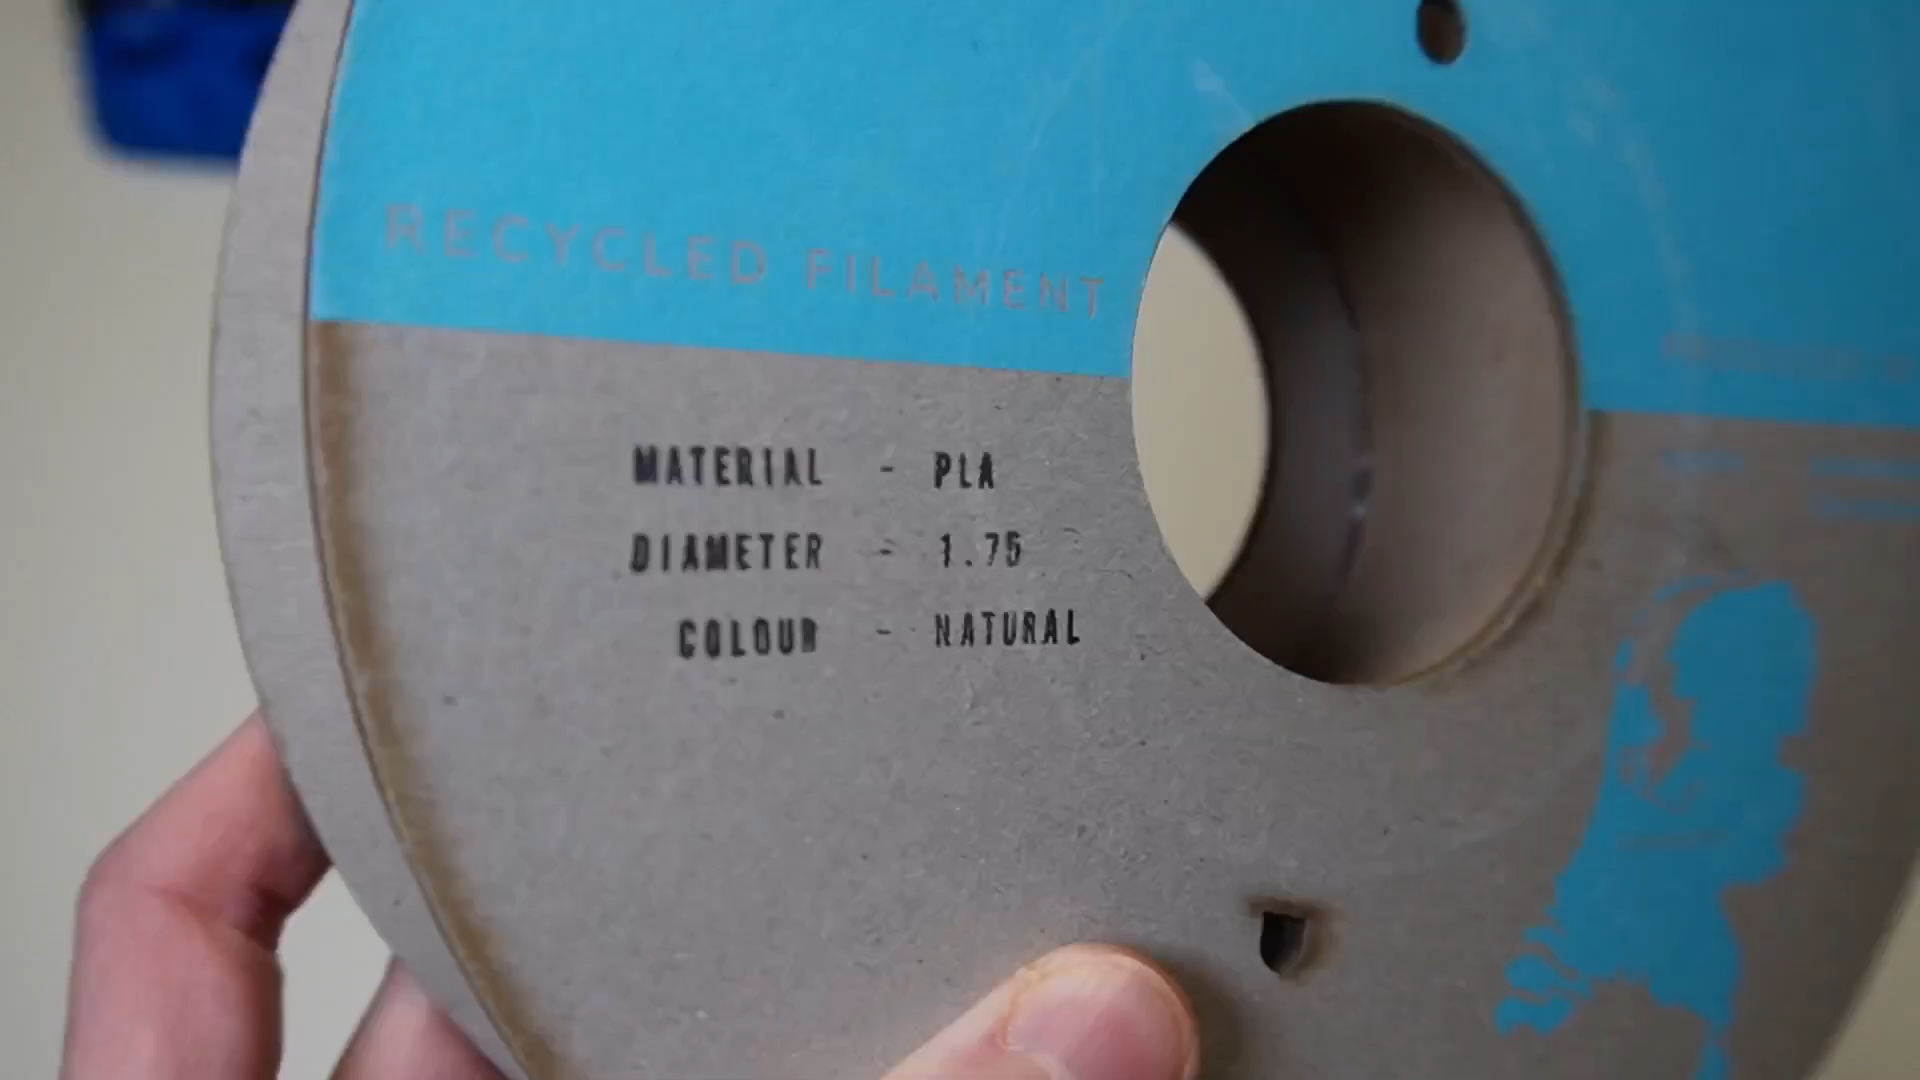 RECYCLED FILAMENT
MATERIAL - PLA
DIAMETER - 1.75
COLOUR - NATURAL